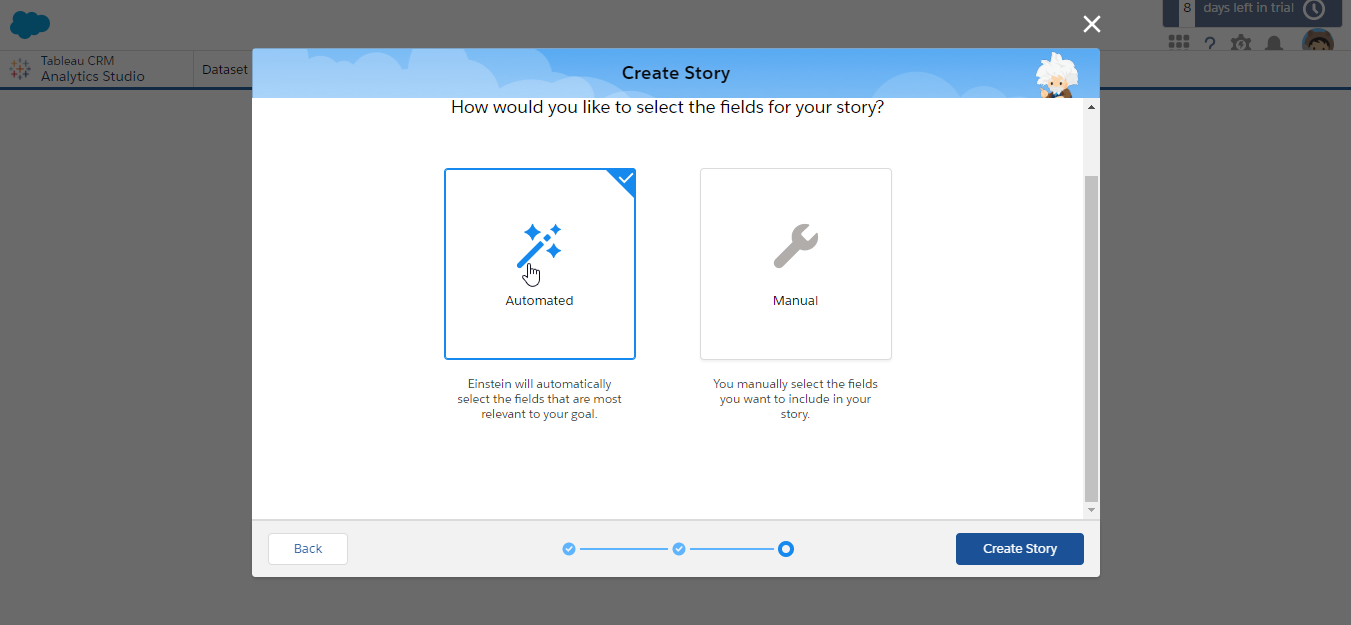 8 days left in trial
Tableau CRM
Analytics Studio
Dataset
Create Story
How would you like to select the fields for your story?
Automated
Manual
Einstein will automatically
select the fields that are most
relevant to your goal.
You manually select the fields
you want to include in your
story.
Back
Create Story